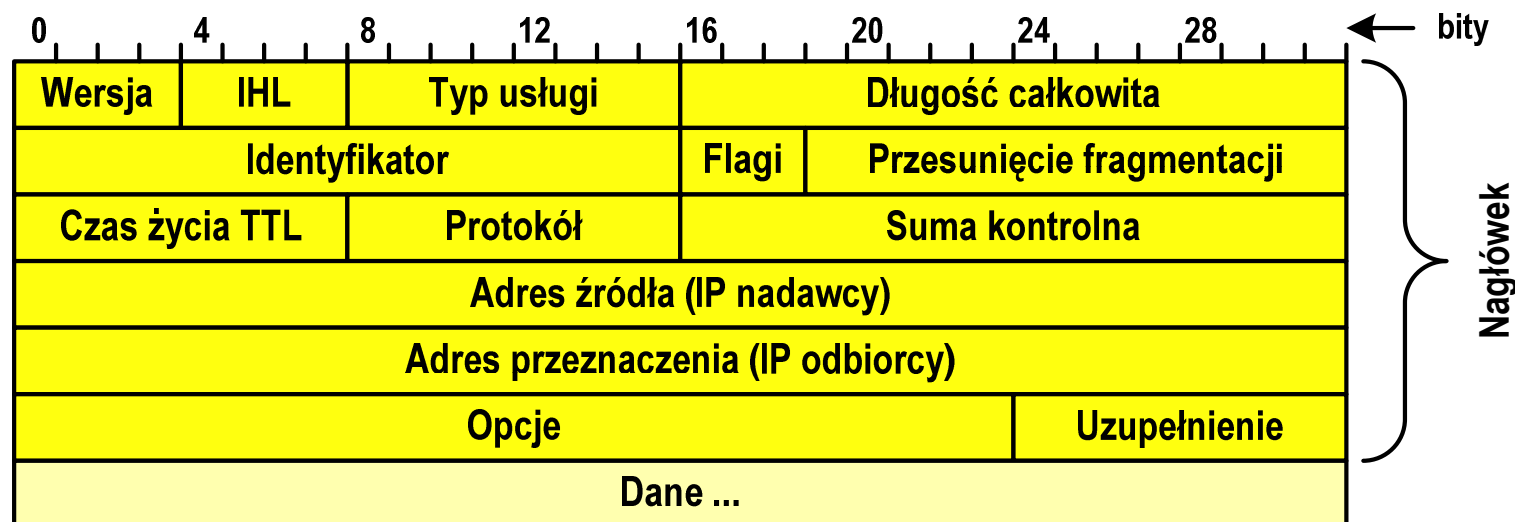 0 4 8 12 16 20 24 28 bity
Wersja IHL Typ usługi Długość całkowita
Identyfikator Flagi Przesunięcie fragmentacji
Czas życia TTL Protokół Suma kontrolna
Adres źródła (IP nadawcy)
Adres przeznaczenia (IP odbiorcy)
Opcje Uzupełnienie
Dane ...
Nagłówek